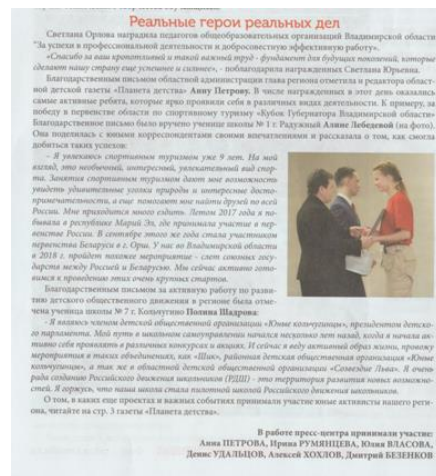 Реальные герои реальных дел
Светлана Орлова наградила педагогов общеобразовательных организаций Владимирской области
"За успехи в профессиональной деятельности и добросовестную эффективную работу».
«Спасибо за ваш кропотливый и такой важный труд - фундамент для будущих поколений, которые
сделают нашу страну еще успешнее и сильнее», - поблагодарила награжденных Светлана Юрьевна.
Благодарственным письмом областной администрации глава региона отметила и редактора област-
ной детской газеты «Планета детства» Анну Петрову. В числе награжденных в этот день оказались
самые активные ребята, которые ярко проявили себя в различных видах деятельности. К примеру, за
победу в первенстве области по спортивному туризму «Кубок Губернатора Владимирской области»
Благодарственное письмо было вручено ученице школы № 1 г. Радужный Алине Лебедевой (на фото).
Она поделилась с юными корреспондентами своими впечатлениями и рассказала о том, как смогла
добиться таких успехов:
- Я увлекаюсь спортивным туризмом уже 9 лет. На мой
взгляд, это необычный, интересный, увлекательный вид спор-
та. Занятия спортивным туризмом дают мне возможность
увидеть удивительные уголки природы и интересные досто-
примечательности, а еще помогают мне найти друзей по всей
России. Мне приходится много ездить. Летом 2017 года я по-
бывала в республике Марий Эл, где принимала участие в пер-
венстве России. В сентябре этого же года стала участником
первенства Беларуси в г. Орши. У нас во Владимирской области
в 2018 г. пройдет похожее мероприятие - слет союзных госу-
дарств между Россией и Беларусью. Мы сейчас активно гото-
вимся к проведению этих очень крупных стартов.
Благодарственным письмом за активную работу по разви-
тию детского общественного движения в регионе была отме-
чена ученица школы № 7 г. Кольчугино Полина Шадрова:
- Я являюсь членом детской общественной организации «Юные кольчугинцы», президентом детско-
го парламента. Мой путь в школьном самоуправлении начался несколько лет назад, когда я начала ак-
тивно себя проявлять в различных конкурсах и акциях. И сейчас я веду активный образ жизни, провожу
мероприятия в таких объединениях, как «Шик», районная детская общественная организация «Юные
кольчугинцы», а так же в областной детской общественной организации «Созвездие Льва». Я очень
рада созданию Российского движения школьников (РДШ) - это территория развития новых возможно-
стей. Я горжусь, что наша школа стала пилотной школой Российского движения школьников.
О том, в каких еще проектах и важных событиях принимали участие юные активисты нашего реги-
она, читайте на стр. 3 газеты «Планета детства».
В работе пресс-центра принимали участие:
Анна ПЕТРОВА, Ирина РУМЯНЦЕВА, Юлия ВЛАСОВА,
Денис УДАЛЬЦОВ, Алексей ХОХЛОВ, Дмитрий БЕЗЕНКОВ